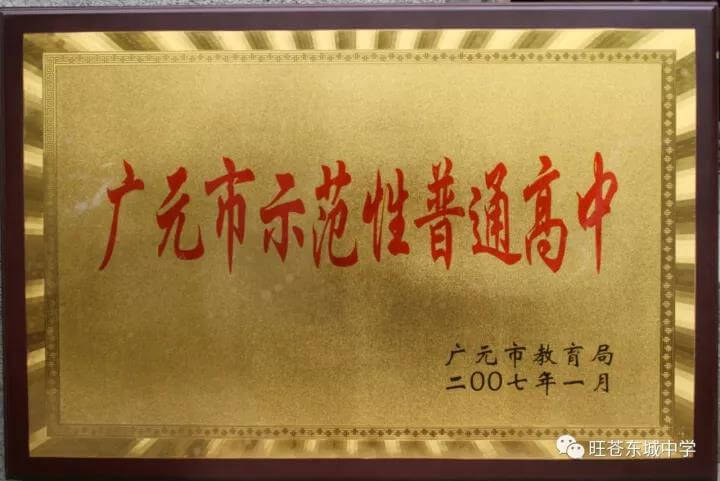 广元市示范性普通高中
广元市教育局
二00七年一月
旺苍东城中学